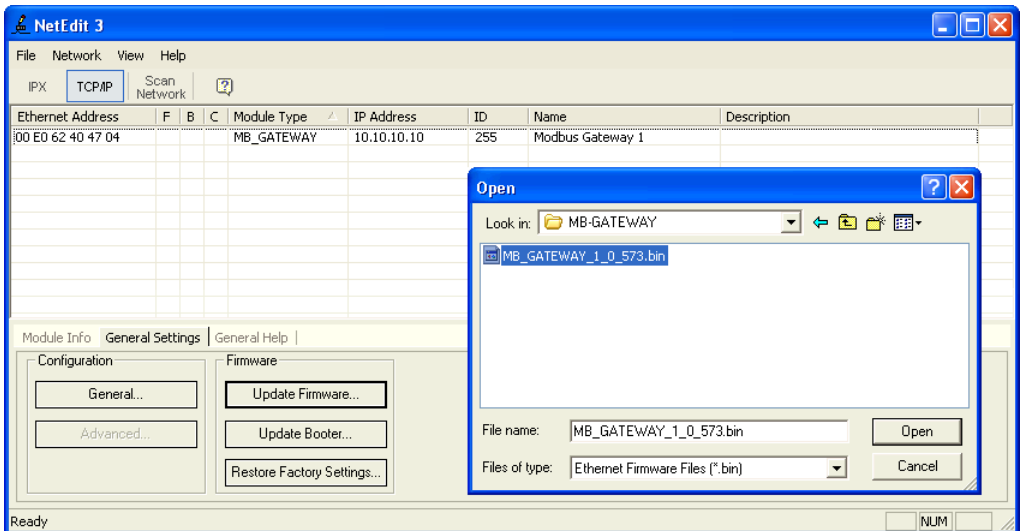 NetEdit 3
File Network View Help
IPX TCP/IP Scan Network
Ethernet Address F B C Module Type IP Address ID Name Description
00 E0 62 40 47 04 MB_GATEWAY 10.10.10.10 255 Modbus Gateway 1
Open
Look in: MB-GATEWAY
MB_GATEWAY_1_0_573.bin
Module Info General Settings General Help
Configuration Firmware
General... Update Firmware...
Advanced... Update Booter...
Restore Factory Settings...
File name: MB_GATEWAY_1_0_573.bin Open
Files of type: Ethernet Firmware Files (*.bin) Cancel
Ready NUM